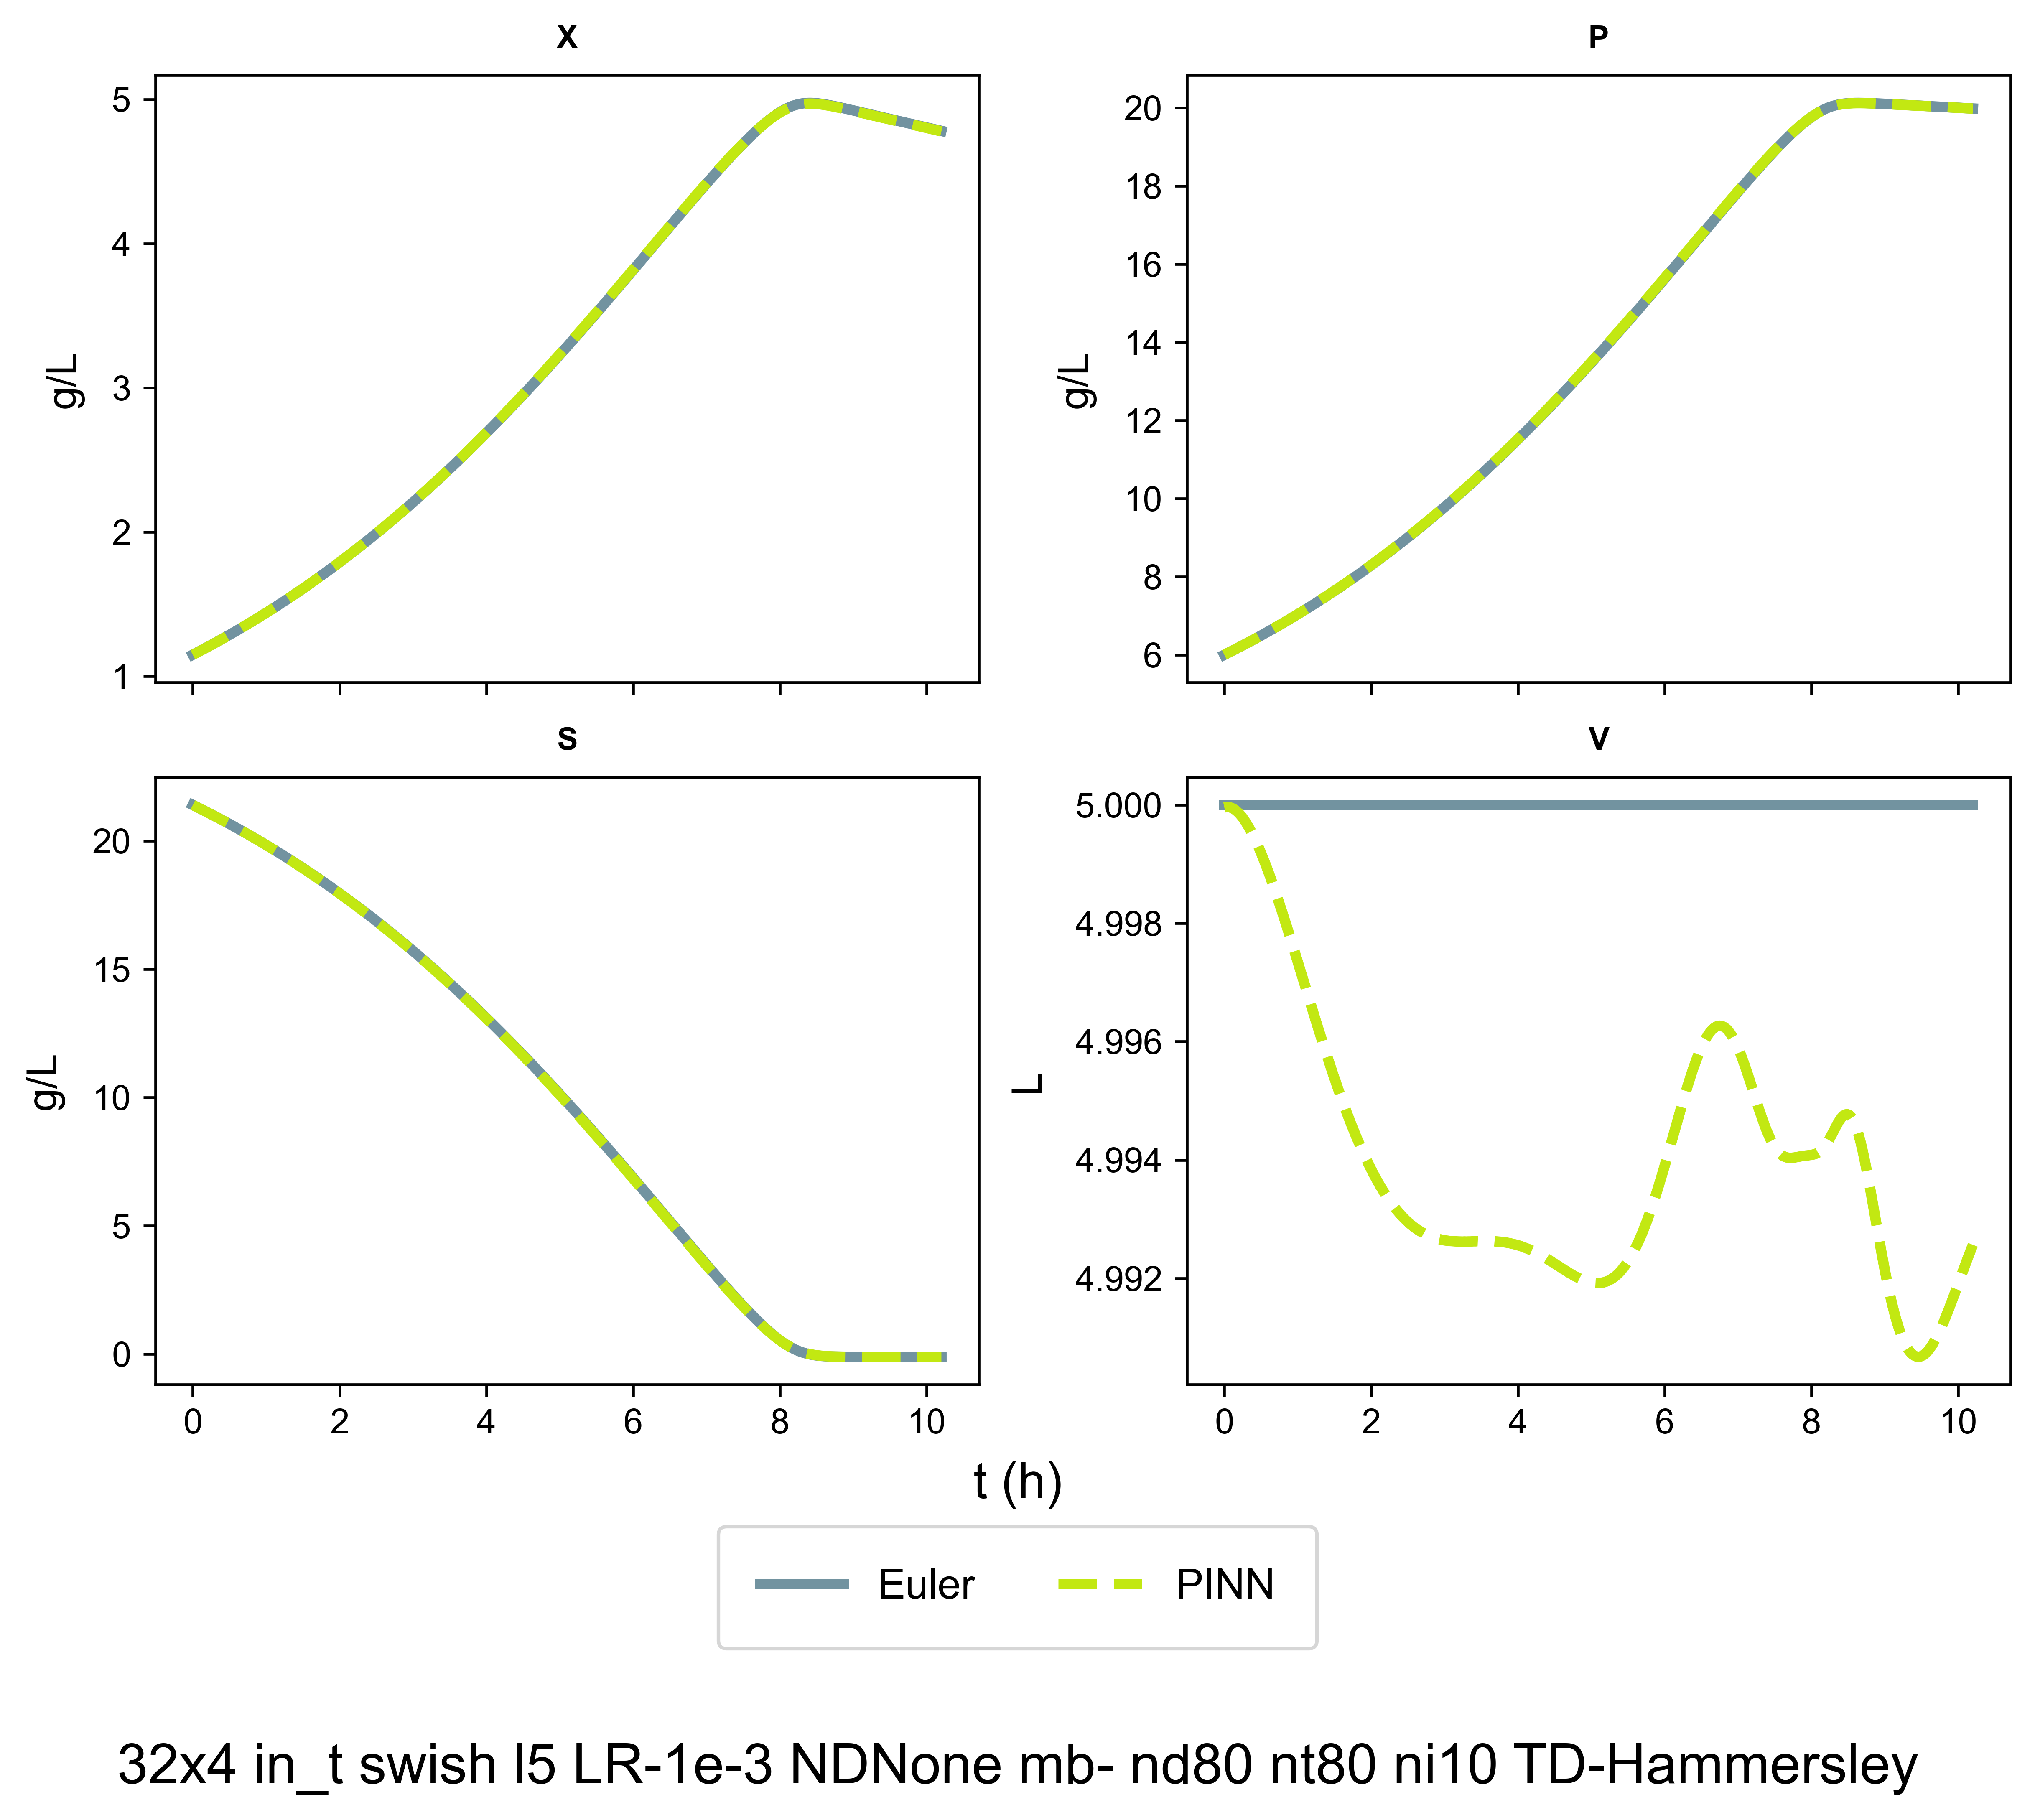 X
5
4
3
2
1
g/L
P
20
18
16
14
12
10
8
6
g/L
S
20
15
10
5
0
g/L
0 2 4 6 8 10
V
5.000
4.998
4.996
4.994
4.992
L
0 2 4 6 8 10
t (h)
Euler PINN
32x4 in_t swish l5 LR-1e-3 NDNone mb- nd80 nt80 ni10 TD-Hammersley